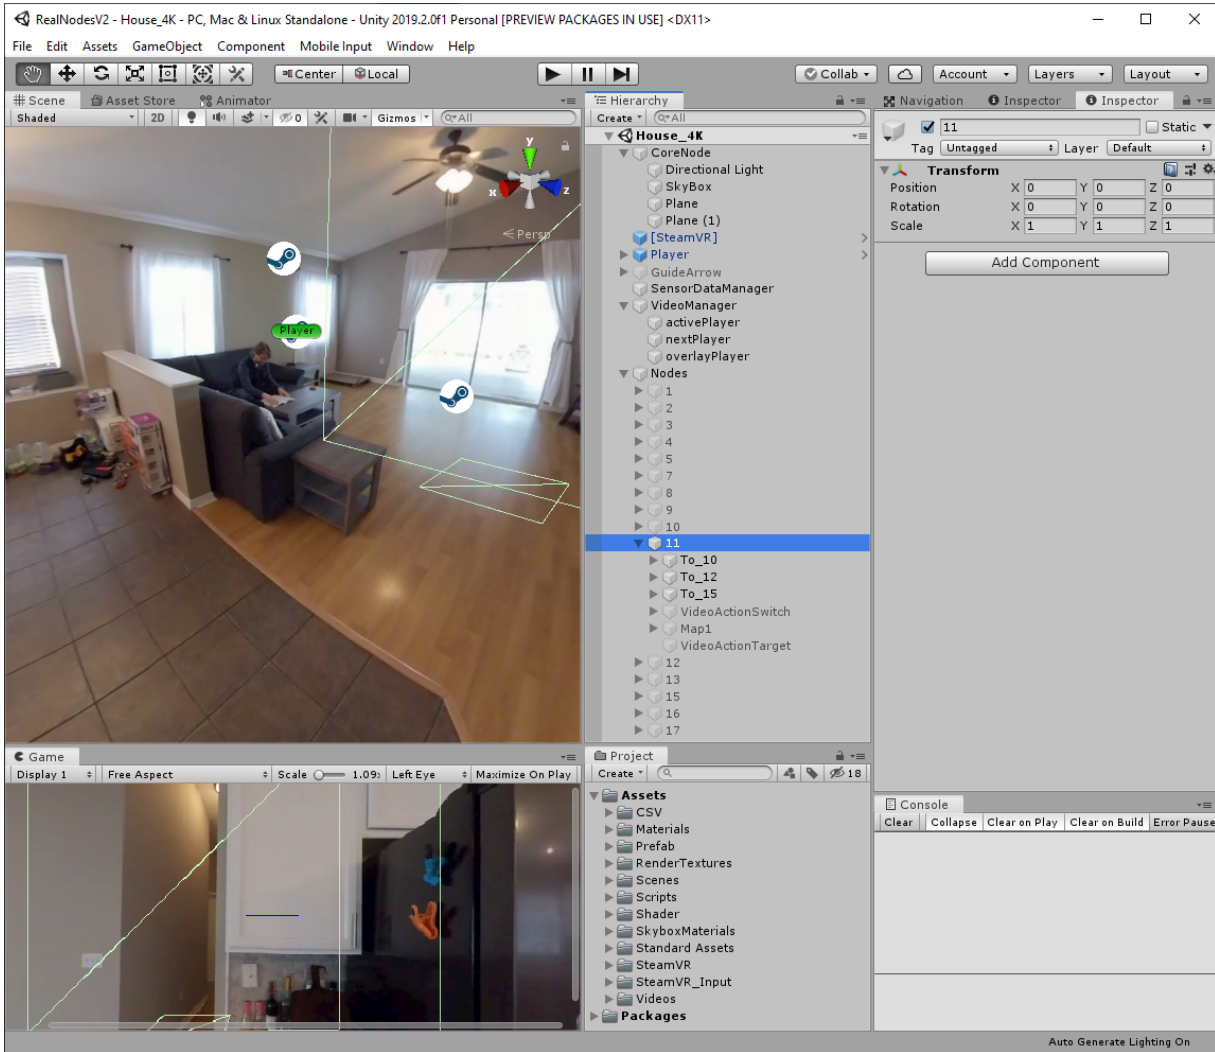 RealNodesV2 - House_4K - PC, Mac & Linux Standalone - Unity 2019.2.0f1 Personal [PREVIEW PACKAGES IN USE] <DX11>
File Edit Assets GameObject Component Mobile Input Window Help
Center Local Collab Account Layers Layout
Scene Asset Store Animator
Shaded 2D 0 Gizmos All
y
x z
Persp
Player
Hierarchy
Create All
House_4K
CoreNode
Directional Light
SkyBox
Plane
Plane (1)
[SteamVR]
Player
GuideArrow
SensorDataManager
VideoManager
activePlayer
nextPlayer
overlayPlayer
Nodes
1
2
3
4
5
7
8
9
10
11
To_10
To_12
To_15
VideoActionSwitch
Map1
VideoActionTarget
12
13
15
16
17
Navigation Inspector Inspector
11 Static
Tag Untagged Layer Default
Transform
Position X 0 Y 0 Z 0
Rotation X 0 Y 0 Z 0
Scale X 1 Y 1 Z 1
Add Component
Game
Display 1 Free Aspect Scale 1.09 Left Eye Maximize On Play
Project
Create 18
Assets
CSV
Materials
Prefab
RenderTextures
Scenes
Scripts
Shader
SkyboxMaterials
Standard Assets
SteamVR
SteamVR_Input
Videos
Packages
Console
Clear Collapse Clear on Play Clear on Build Error Pause
Auto Generate Lighting On